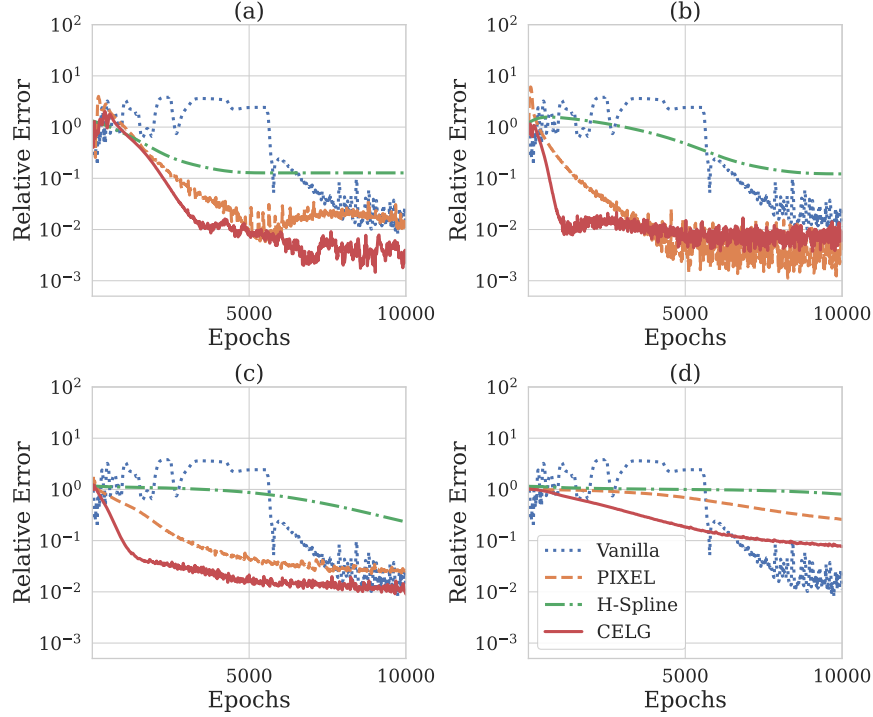 (a)
10²
10¹
10⁰
10⁻¹
10⁻²
10⁻³
Relative Error
5000 10000
Epochs
(b)
10²
10¹
10⁰
10⁻¹
10⁻²
10⁻³
Relative Error
5000 10000
Epochs
(c)
10²
10¹
10⁰
10⁻¹
10⁻²
10⁻³
Relative Error
5000 10000
Epochs
(d)
10²
10¹
10⁰
10⁻¹
10⁻²
10⁻³
Relative Error
Vanilla
PIXEL
H-Spline
CELG
5000 10000
Epochs